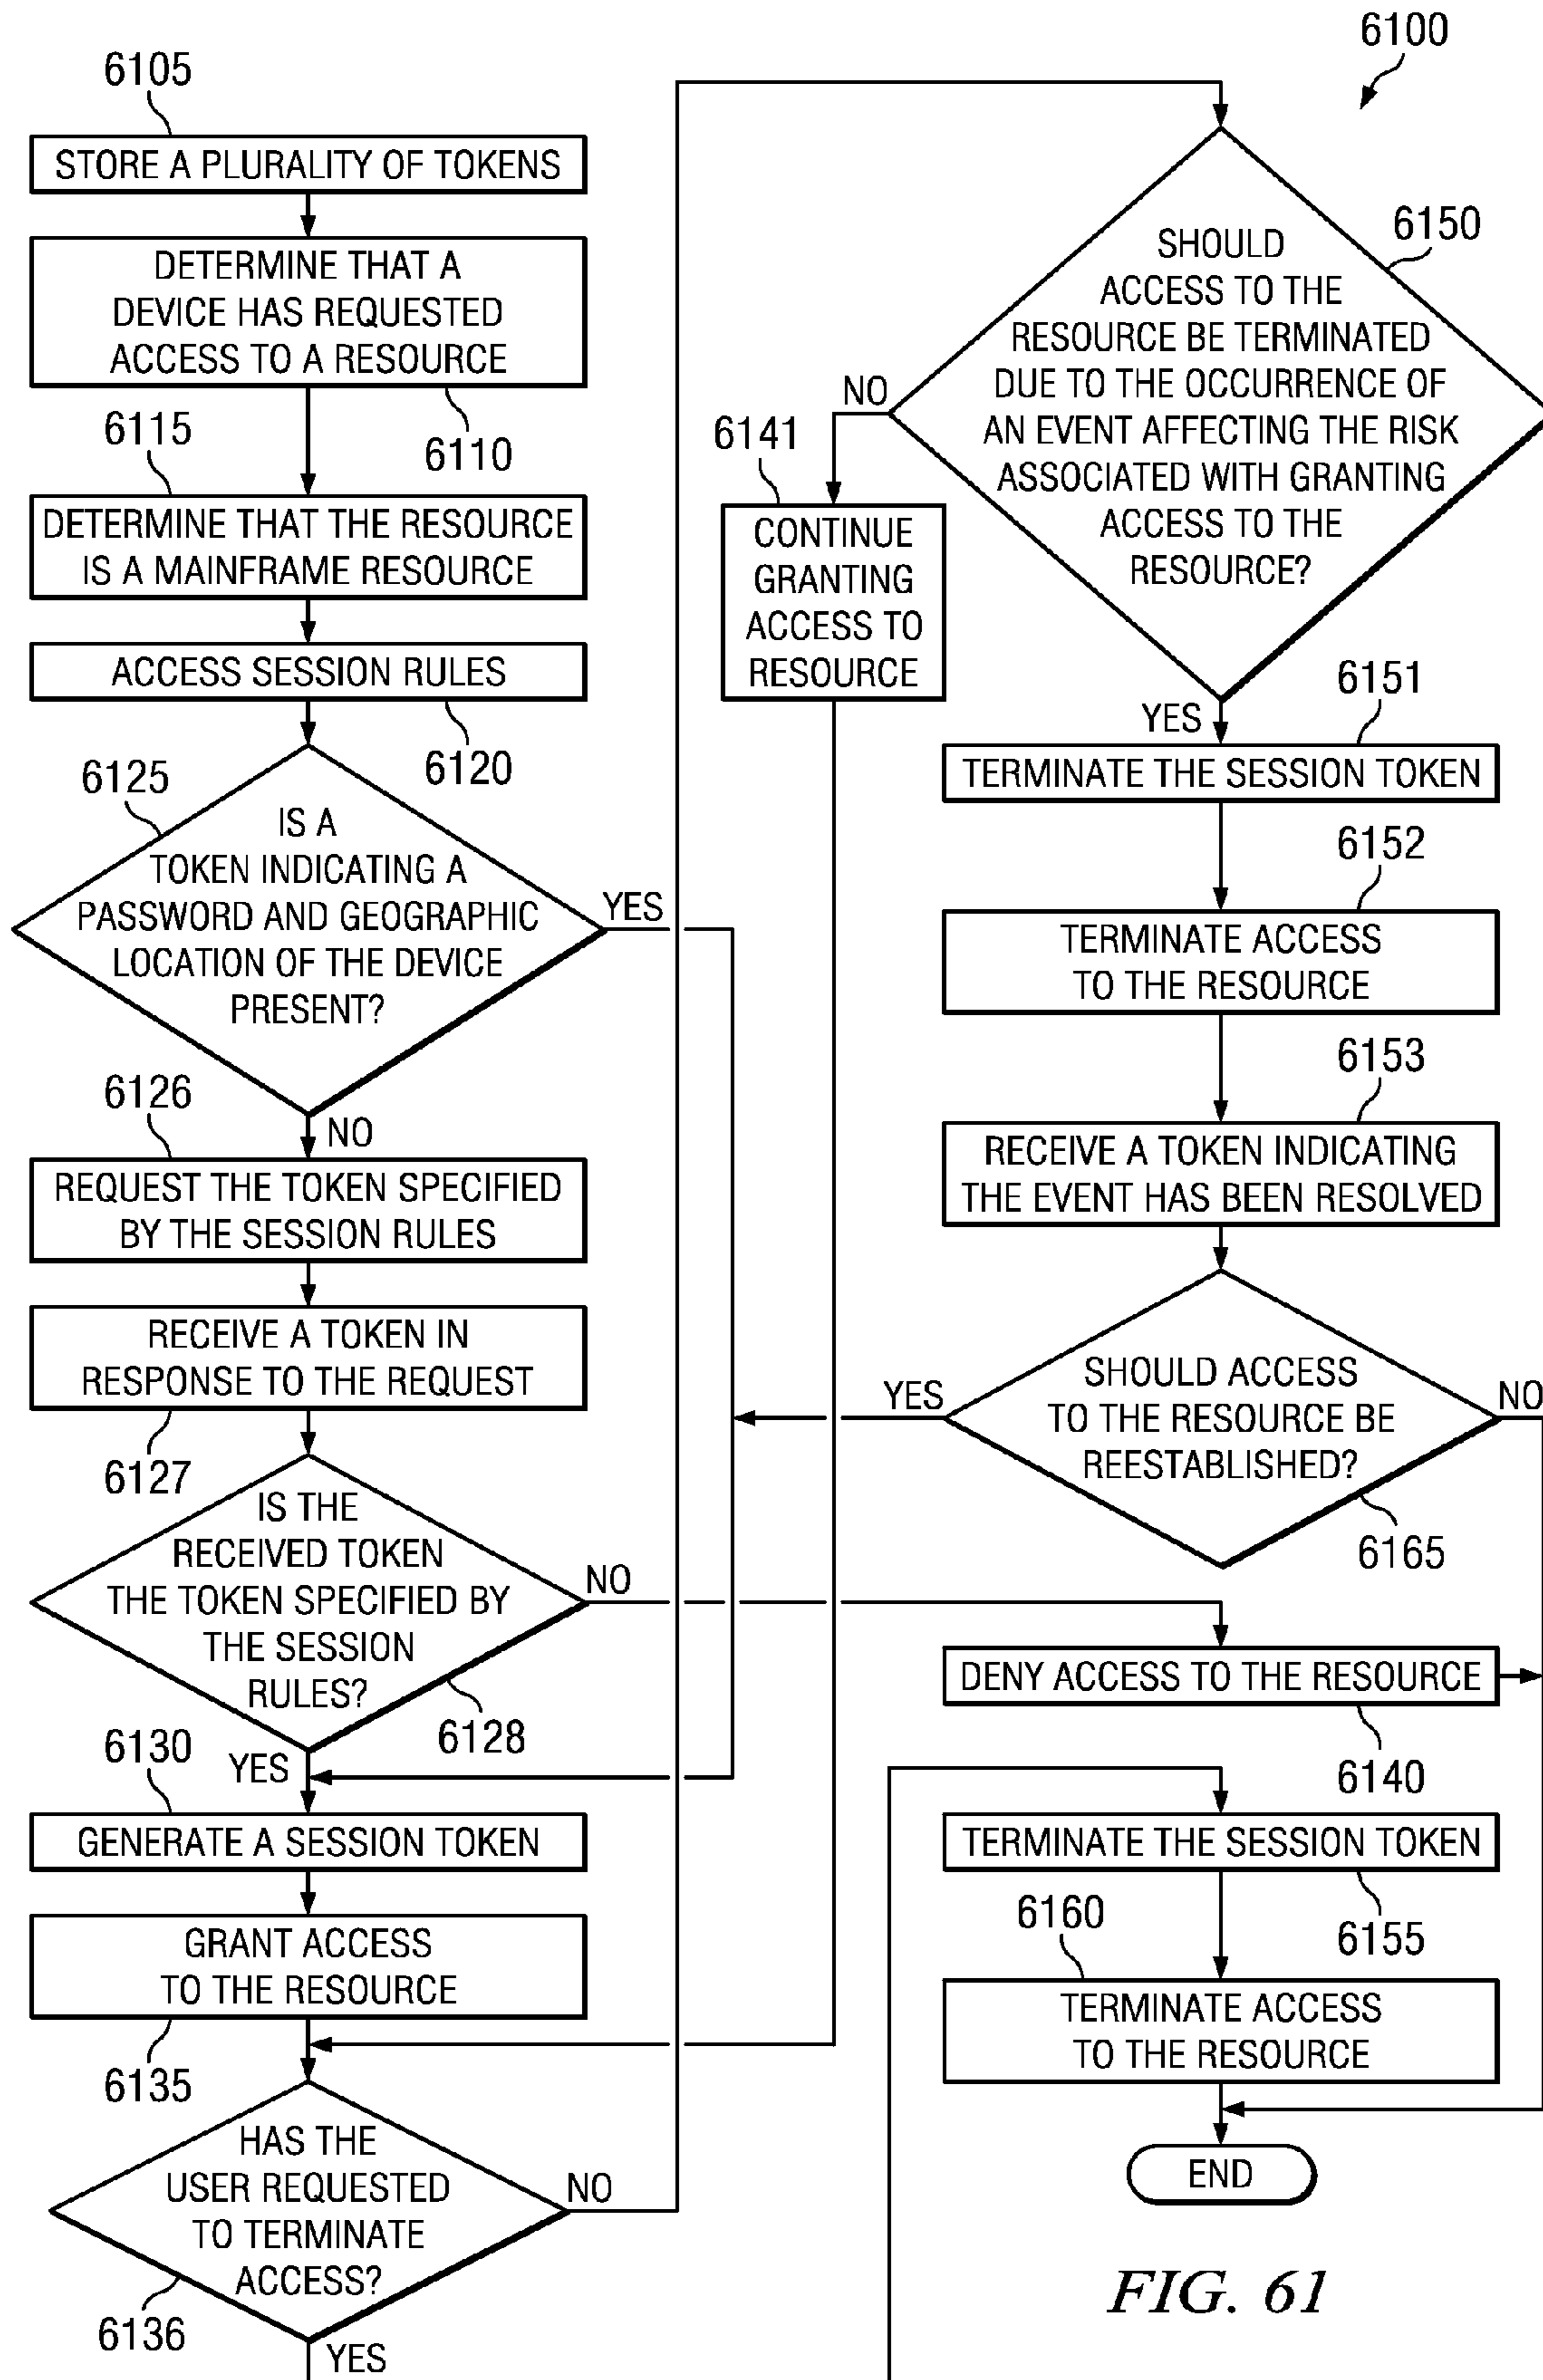 6100
6105
STORE A PLURALITY OF TOKENS
DETERMINE THAT A
DEVICE HAS REQUESTED
ACCESS TO A RESOURCE
6110
6115
DETERMINE THAT THE RESOURCE
IS A MAINFRAME RESOURCE
ACCESS SESSION RULES
6120
6125
IS A
TOKEN INDICATING A
PASSWORD AND GEOGRAPHIC
LOCATION OF THE DEVICE
PRESENT?
YES
NO
6126
REQUEST THE TOKEN SPECIFIED
BY THE SESSION RULES
RECEIVE A TOKEN IN
RESPONSE TO THE REQUEST
6127
IS THE
RECEIVED TOKEN
THE TOKEN SPECIFIED BY
THE SESSION
RULES?
NO
6128
YES
6130
GENERATE A SESSION TOKEN
GRANT ACCESS
TO THE RESOURCE
6135
HAS THE
USER REQUESTED
TO TERMINATE
ACCESS?
NO
6136
YES
6150
SHOULD
ACCESS TO THE
RESOURCE BE TERMINATED
DUE TO THE OCCURRENCE OF
AN EVENT AFFECTING THE RISK
ASSOCIATED WITH GRANTING
ACCESS TO THE
RESOURCE?
NO
6141
CONTINUE
GRANTING
ACCESS TO
RESOURCE
YES
6151
TERMINATE THE SESSION TOKEN
6152
TERMINATE ACCESS
TO THE RESOURCE
6153
RECEIVE A TOKEN INDICATING
THE EVENT HAS BEEN RESOLVED
SHOULD ACCESS
TO THE RESOURCE BE
REESTABLISHED?
YES
NO
6165
DENY ACCESS TO THE RESOURCE
6140
TERMINATE THE SESSION TOKEN
6155
6160
TERMINATE ACCESS
TO THE RESOURCE
END
FIG. 61